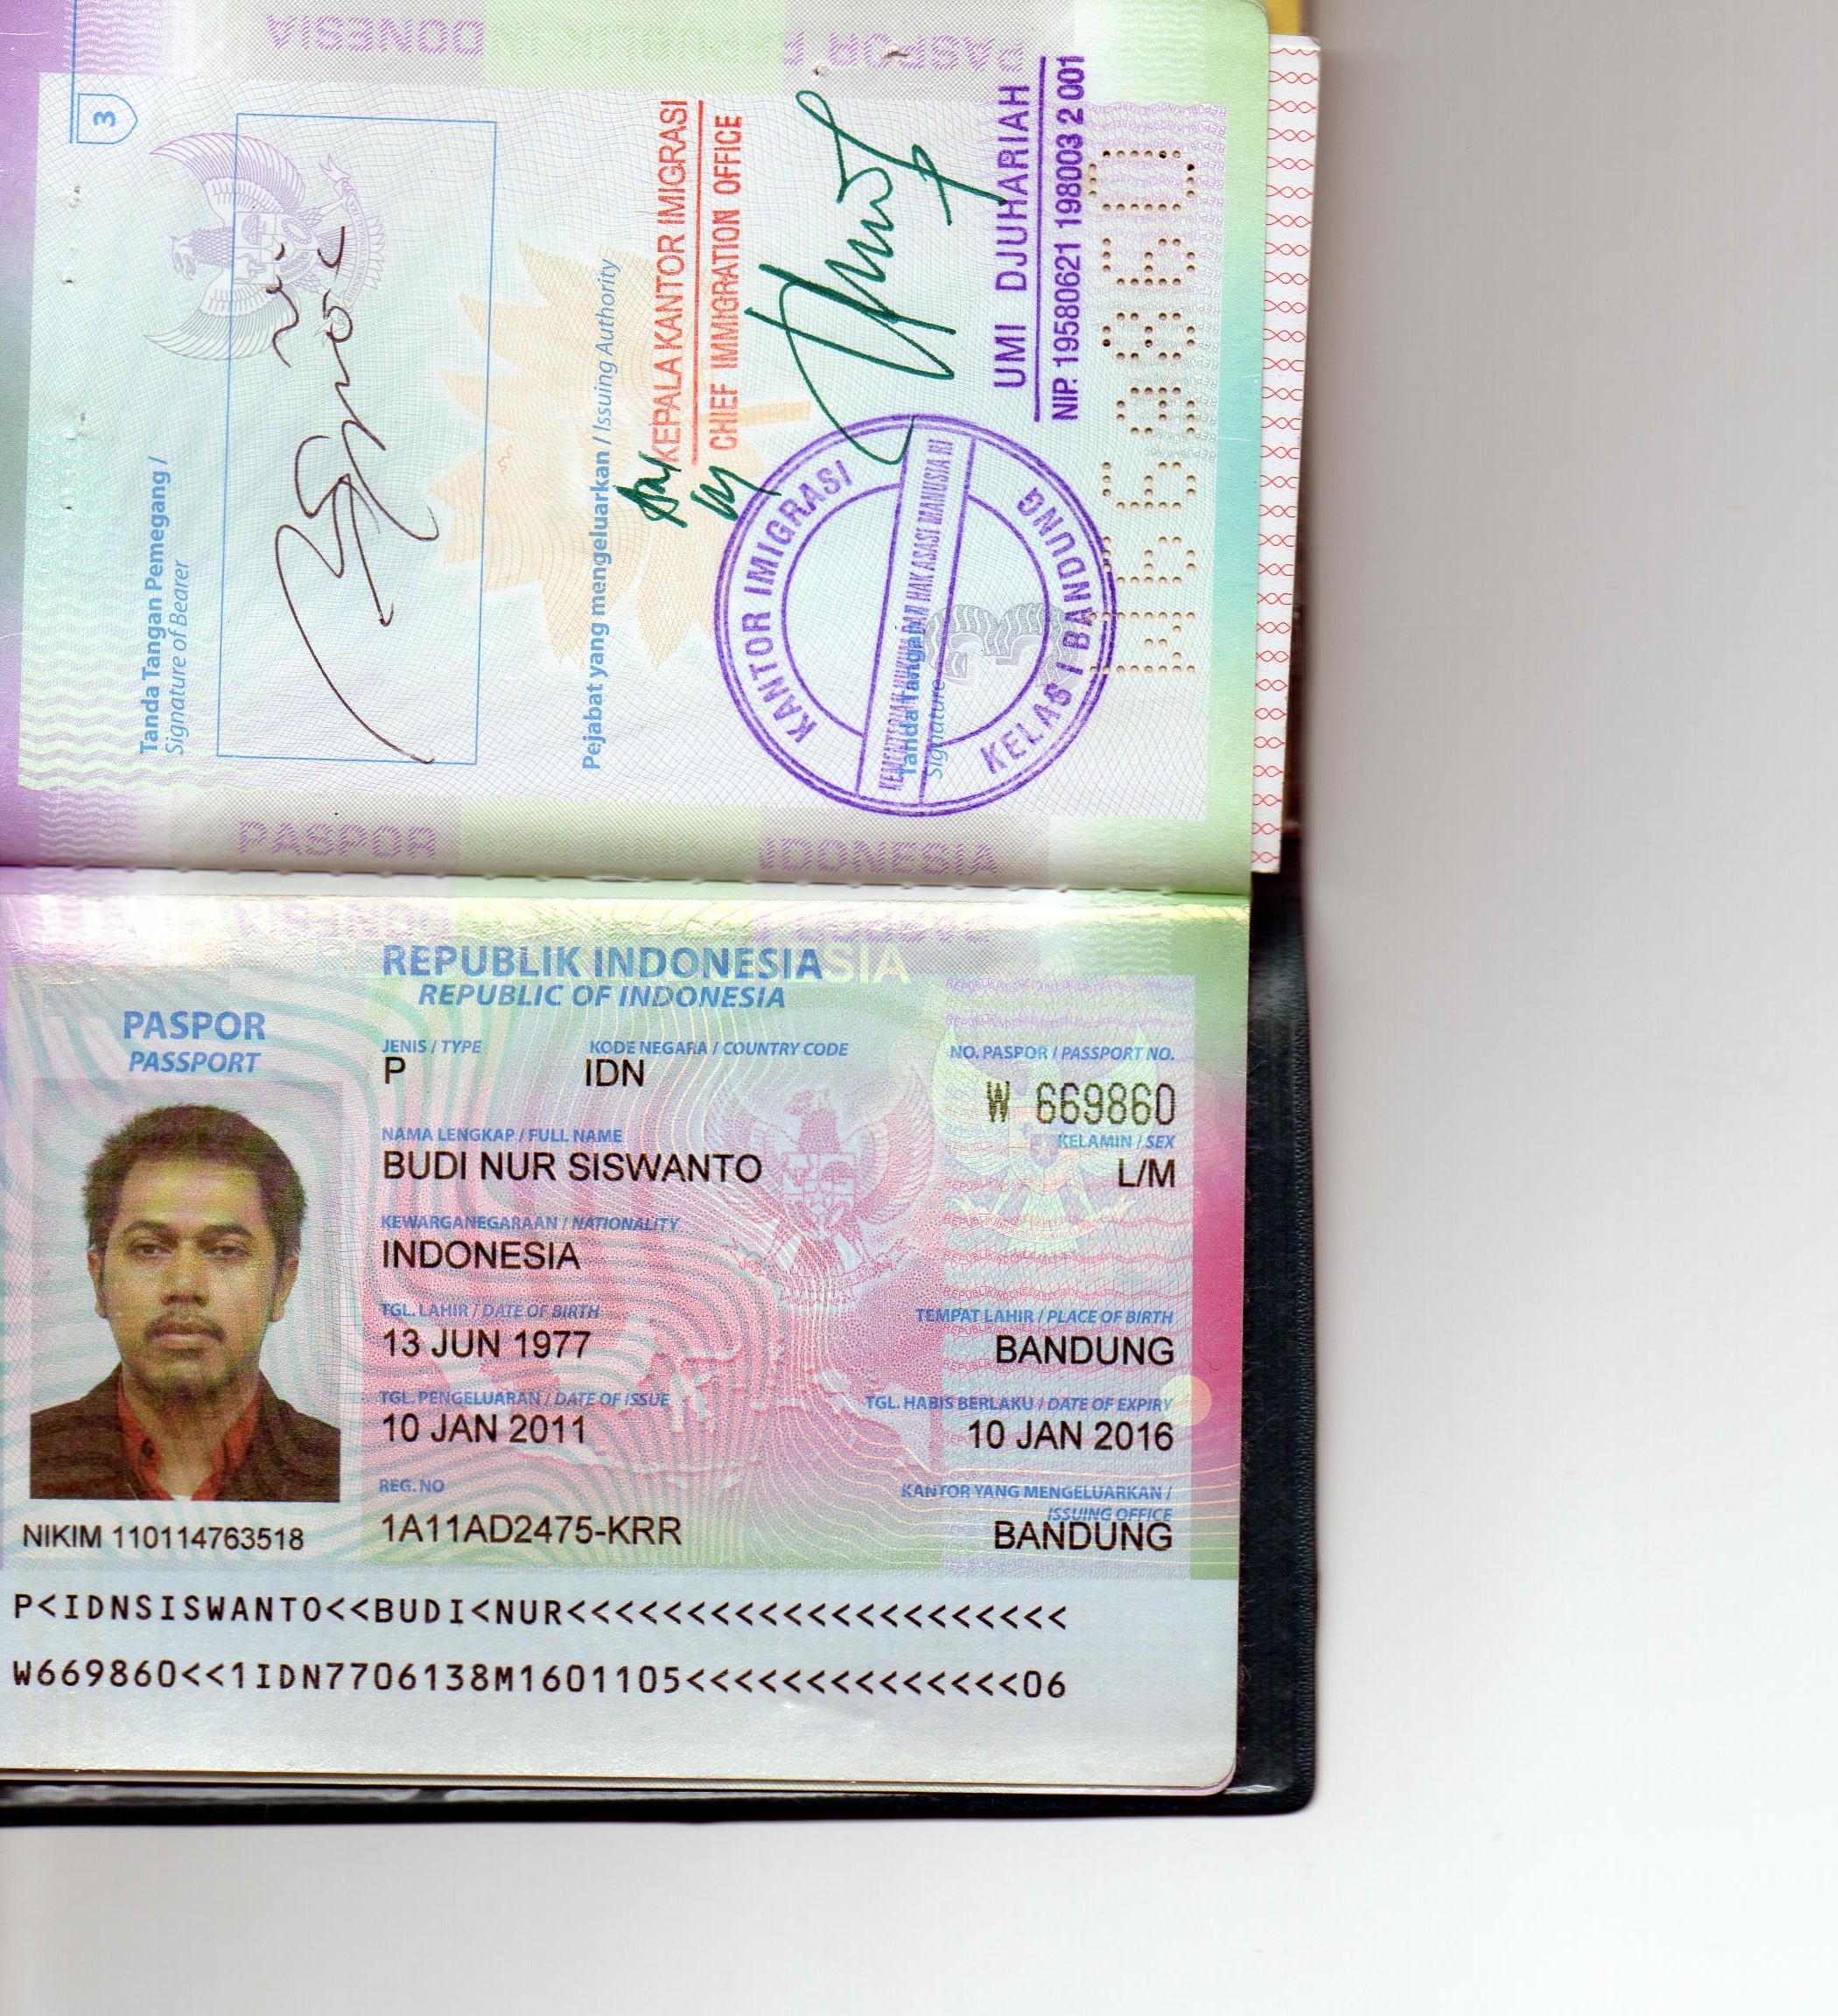 3
Tanda Tangan Pemegang /
Signature of Bearer
Pejabat yang mengeluarkan / Issuing Authority
KEPALA KANTOR IMIGRASI
CHIEF IMMIGRATION OFFICE
Tanda Tangan
Signature
KANTOR IMIGRASI
KEMENTERIAN HUKUM DAN HAK ASASI MANUSIA RI
KELAS I BANDUNG
UMI DJUHARIAH
NIP. 19580621 198003 2 001
W 669860
PASPOR INDONESIA
REPUBLIK INDONESIA
REPUBLIC OF INDONESIA
PASPOR
PASSPORT
JENIS / TYPE KODE NEGARA / COUNTRY CODE NO. PASPOR / PASSPORT NO.
P IDN W 669860
NAMA LENGKAP / FULL NAME KELAMIN / SEX
BUDI NUR SISWANTO L/M
KEWARGANEGARAAN / NATIONALITY
INDONESIA
TGL. LAHIR / DATE OF BIRTH TEMPAT LAHIR / PLACE OF BIRTH
13 JUN 1977 BANDUNG
TGL. PENGELUARAN / DATE OF ISSUE TGL. HABIS BERLAKU / DATE OF EXPIRY
10 JAN 2011 10 JAN 2016
REG. NO KANTOR YANG MENGELUARKAN /
ISSUING OFFICE
1A11AD2475-KRR BANDUNG
NIKIM 110114763518
P<IDNSISWANTO<<BUDI<NUR<<<<<<<<<<<<<<<<<<<<<
W669860<<1IDN7706138M1601105<<<<<<<<<<<<<<06